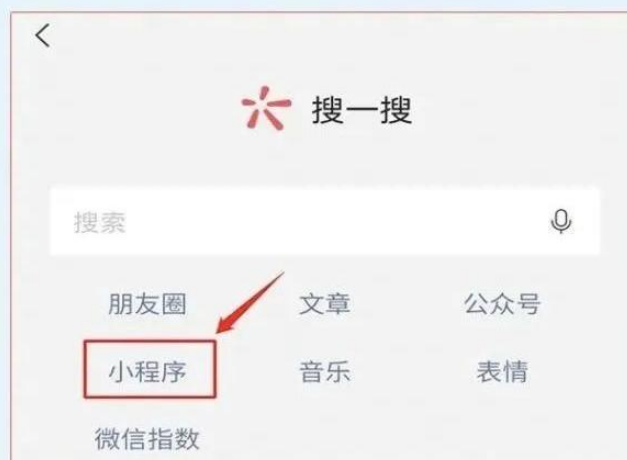 搜一搜
搜索
朋友圈 文章 公众号
小程序 音乐 表情
微信指数